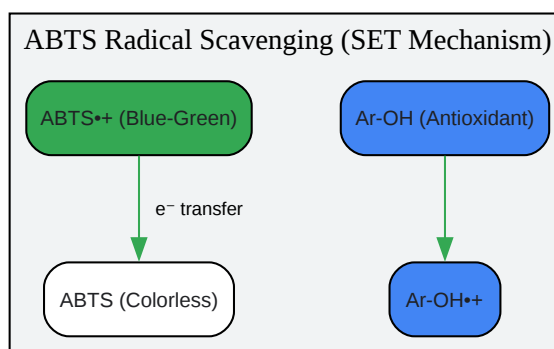 ABTS Radical Scavenging (SET Mechanism)
ABTS•+ (Blue-Green)
Ar-OH (Antioxidant)
e⁻ transfer
ABTS (Colorless)
Ar-OH•+